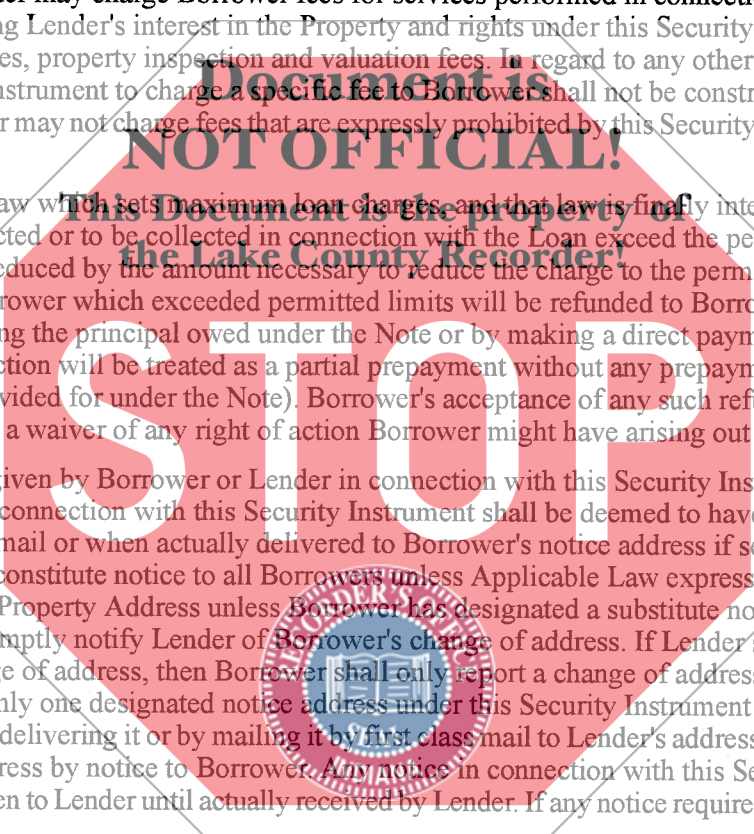 der may charge Borrower fees for services performed in connecti
ng Lender's interest in the Property and rights under this Security
es, property inspection and valuation fees. In regard to any other
nstrument to charge a specific fee to Borrower shall not be constr
r may not charge fees that are expressly prohibited by this Security
Document is
NOT OFFICIAL!
This Document is the property of
the Lake County Recorder!
aw which sets maximum loan charges, and that law is finally inte
cted or to be collected in connection with the Loan exceed the pe
educed by the amount necessary to reduce the charge to the perm
rower which exceeded permitted limits will be refunded to Borro
ng the principal owed under the Note or by making a direct paym
ction will be treated as a partial prepayment without any prepaym
vided for under the Note). Borrower's acceptance of any such refu
a waiver of any right of action Borrower might have arising out
STOP
given by Borrower or Lender in connection with this Security Ins
connection with this Security Instrument shall be deemed to have
mail or when actually delivered to Borrower's notice address if se
constitute notice to all Borrowers unless Applicable Law express
Property Address unless Borrower has designated a substitute no
mptly notify Lender of Borrower's change of address. If Lender's
ge of address, then Borrower shall only report a change of address
nly one designated notice address under this Security Instrument
delivering it or by mailing it by first class mail to Lender's address
ress by notice to Borrower. Any notice in connection with this Se
en to Lender until actually received by Lender. If any notice require
RECORDER'S OFFICE
SEAL